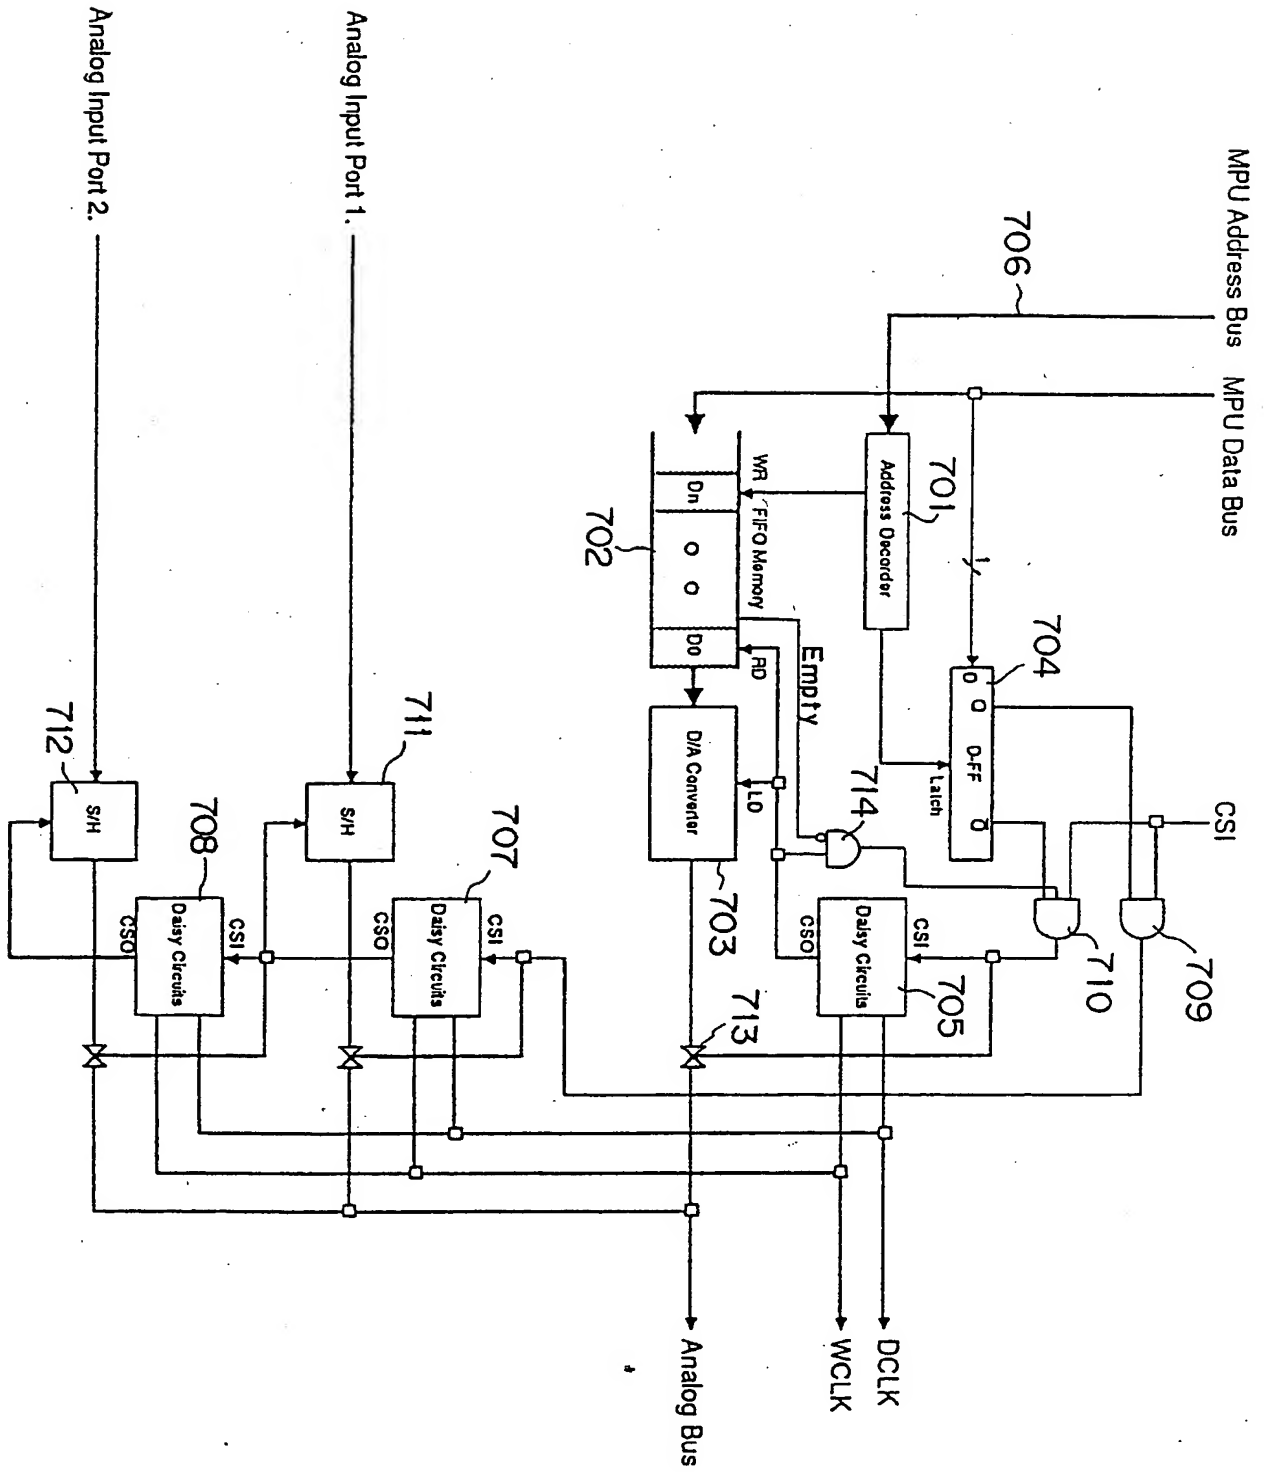 MPU Address Bus
MPU Data Bus
CSI
706
701
Address Decorder
1
704
D
Q
D-FF
Q̅
Latch
709
710
WR
FIFO Memory
Dn
D0
RD
702
Empty
714
LD
D/A Converter
703
CSI
Daisy Circuits
CSO
705
713
DCLK
WCLK
Analog Bus
Analog Input Port 1.
711
S/H
707
CSI
Daisy Circuits
CSO
Analog Input Port 2.
712
S/H
708
CSI
Daisy Circuits
CSO